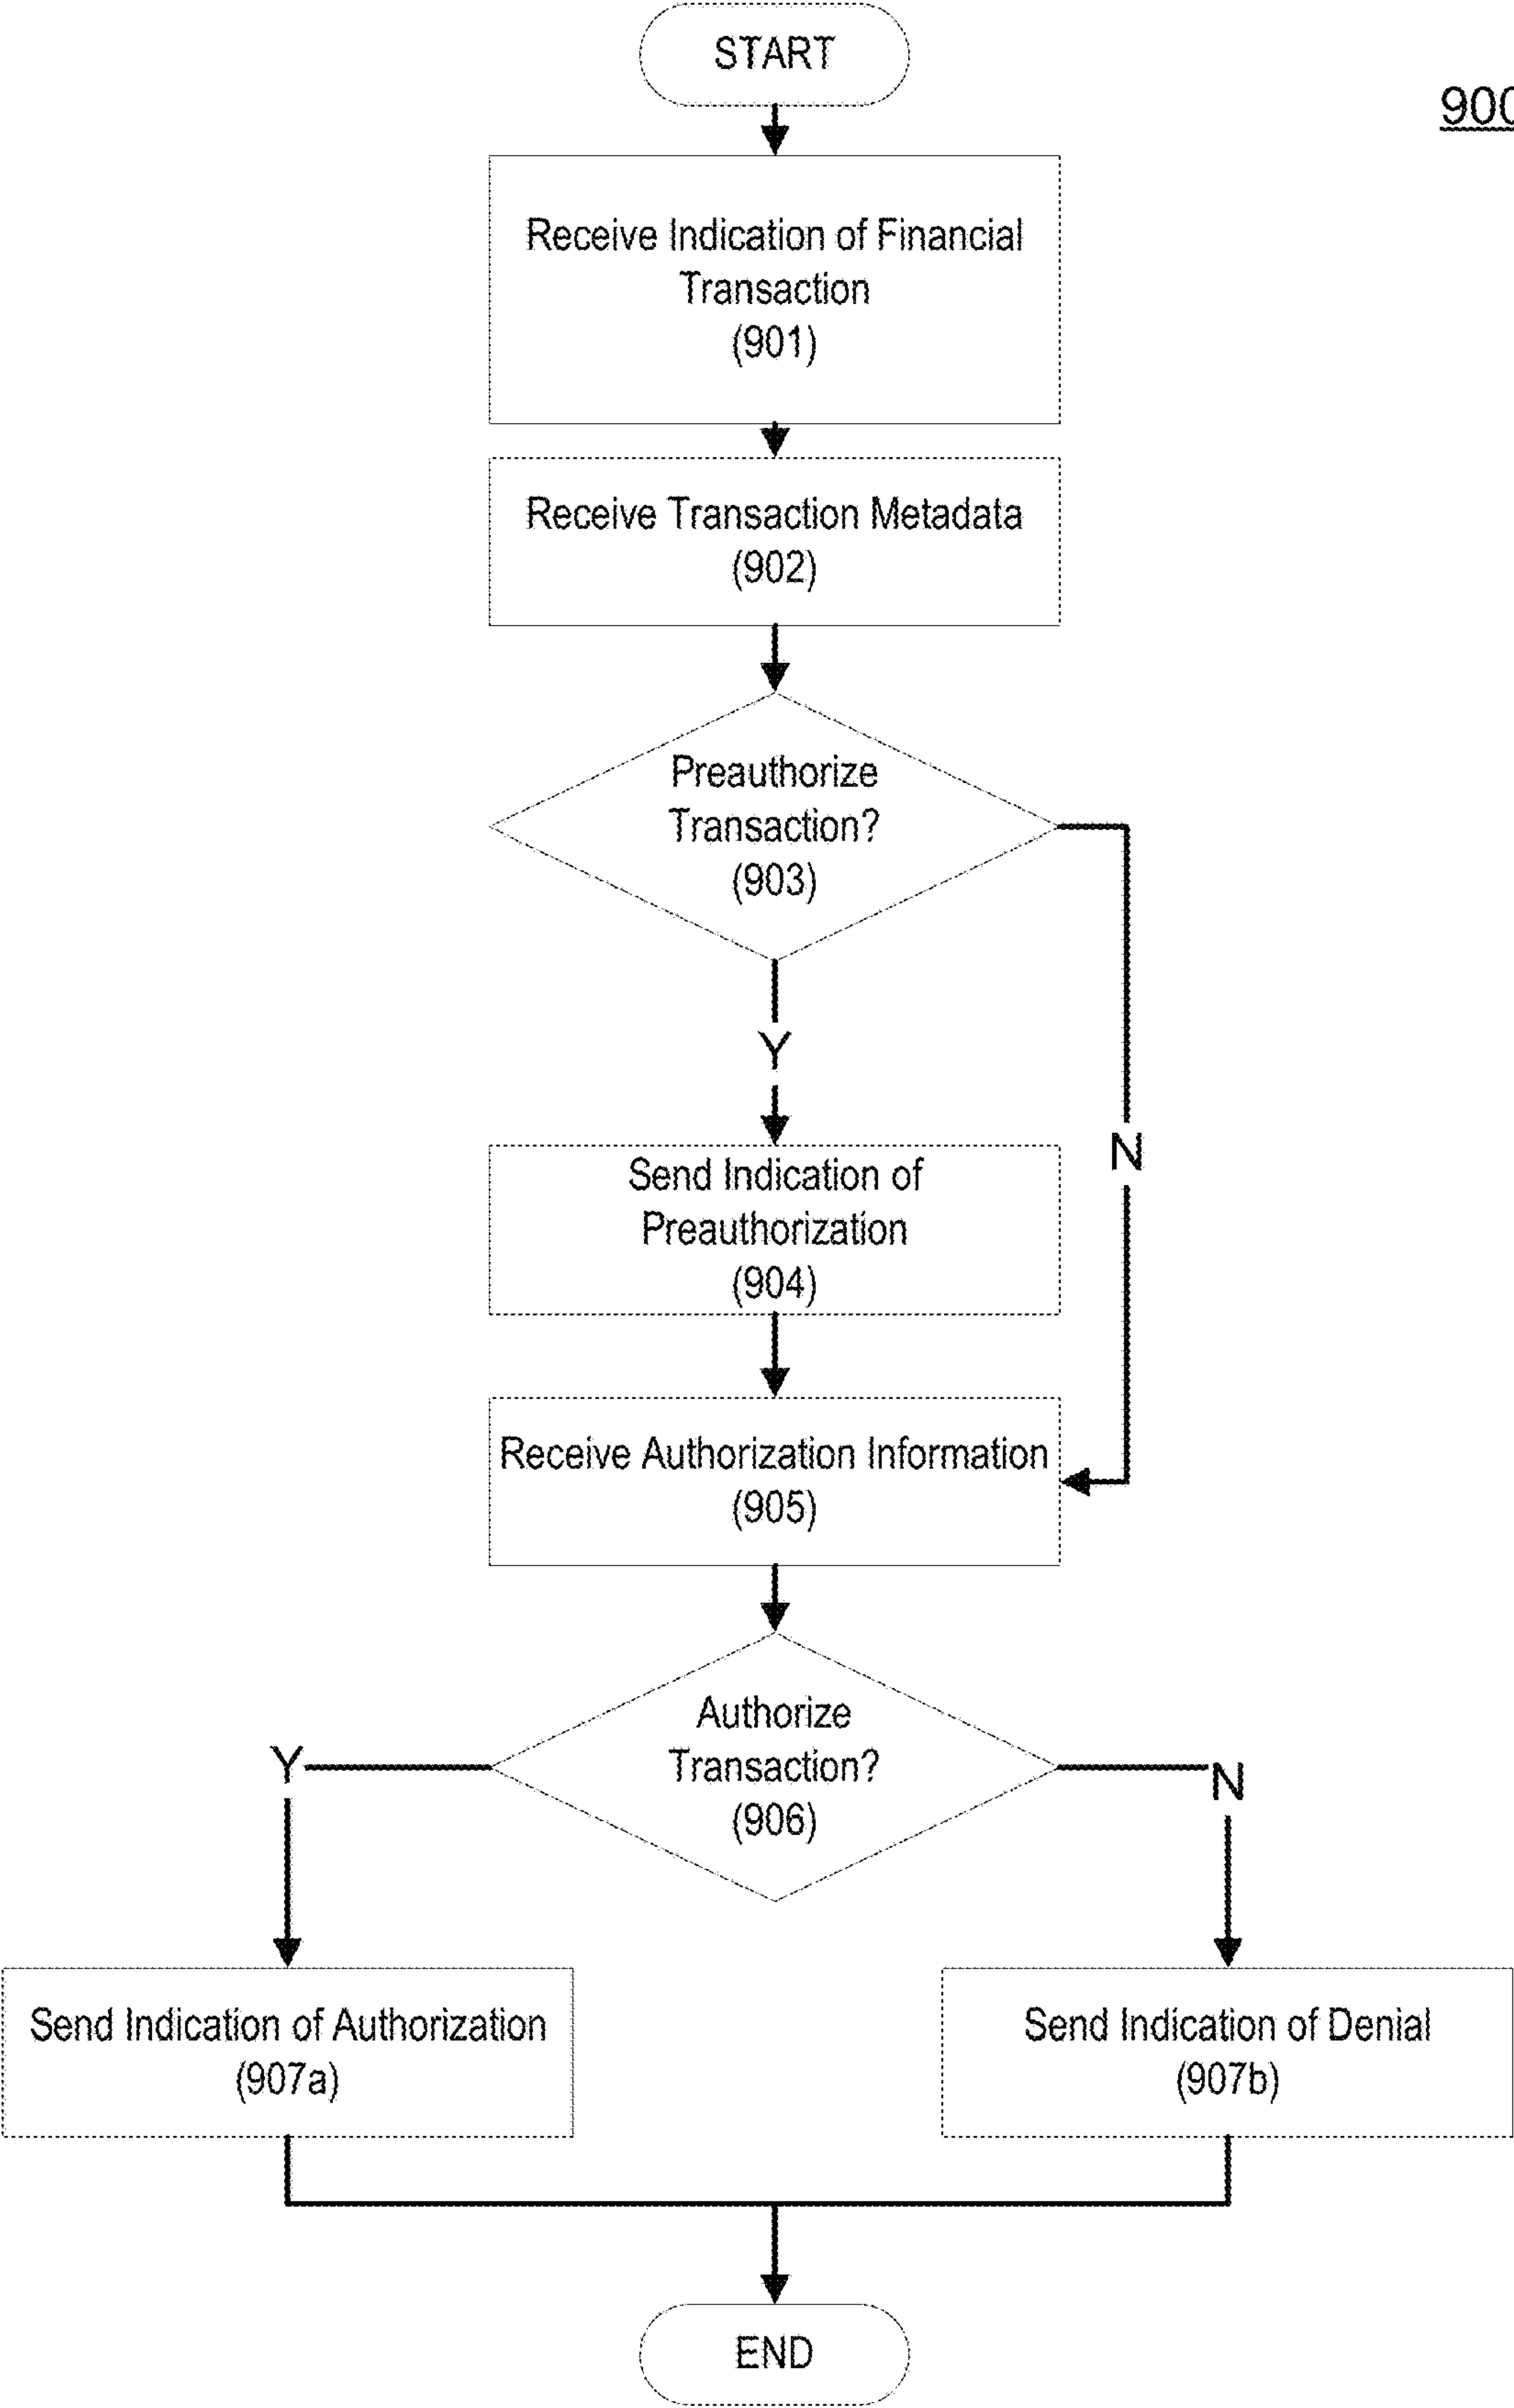 START
900
Receive Indication of Financial
Transaction
(901)
Receive Transaction Metadata
(902)
Preauthorize
Transaction?
(903)
Y
N
Send Indication of
Preauthorization
(904)
Receive Authorization Information
(905)
Authorize
Transaction?
(906)
Y
N
Send Indication of Authorization
(907a)
Send Indication of Denial
(907b)
END